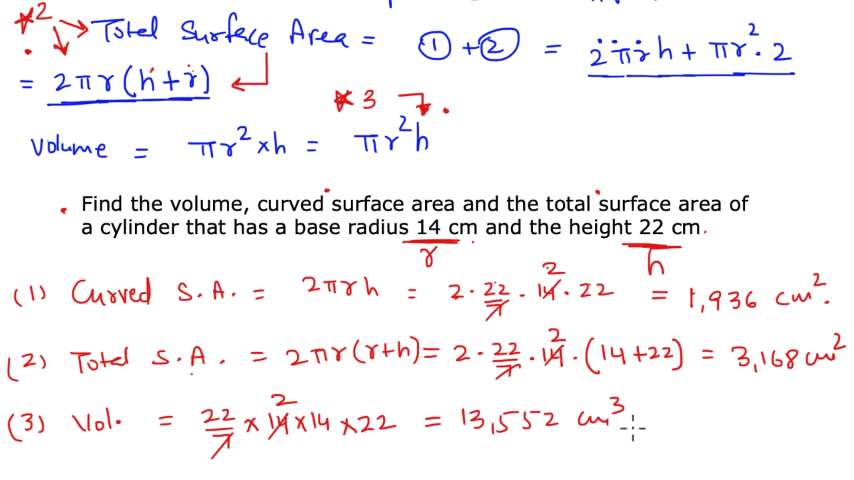 *2
Total Surface Area = ① + ② = 2πrh + πr². 2
= 2πr (h+r)
*3
Volume = πr² × h = πr²h
Find the volume, curved surface area and the total surface area of
a cylinder that has a base radius 14 cm and the height 22 cm.
r h
(1) Curved S.A. = 2πrh = 2 · 22/7 · 14 2 · 22 = 1,936 cm².
(2) Total S.A. = 2πr(r+h) = 2 · 22/7 · 14 2 · (14+22) = 3,168 cm²
(3) Vol. = 22/7 × 14 2 × 14 × 22 = 13,552 cm³